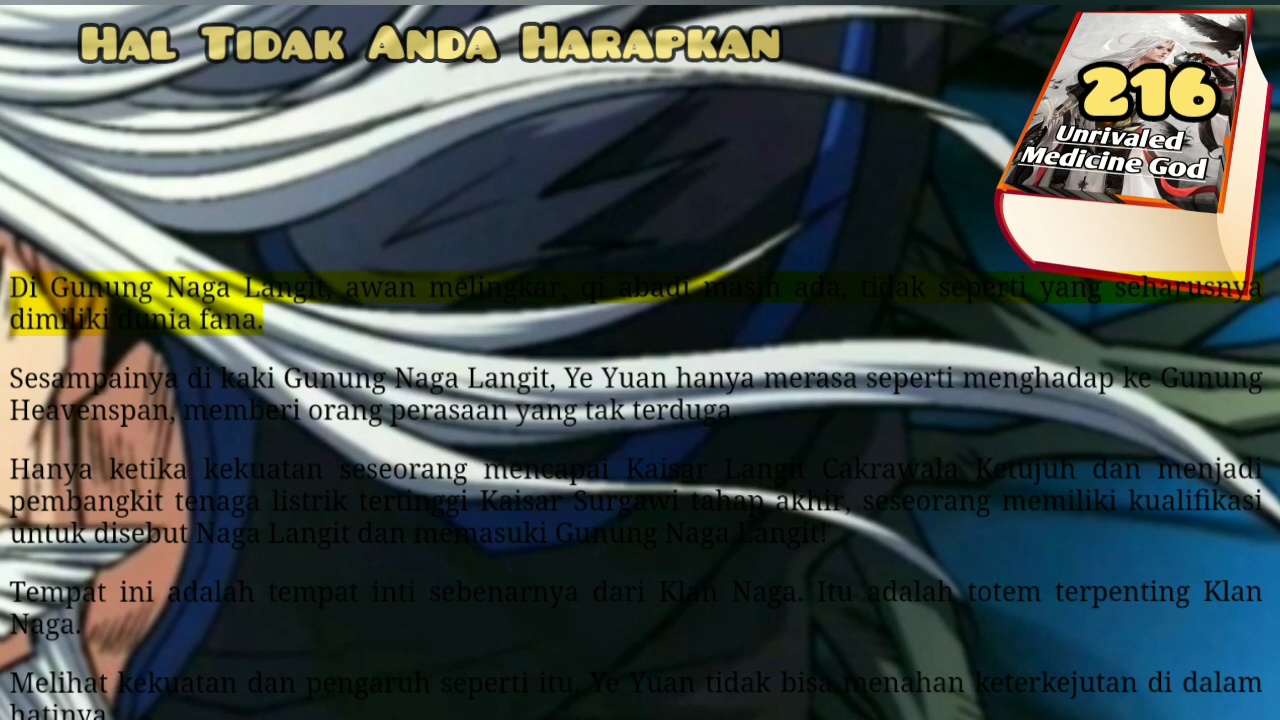 Hal Tidak Anda Harapkan
216
Unrivaled
Medicine God
Di Gunung Naga Langit, awan melingkar, qi abadi masih ada, tidak seperti yang seharusnya
dimiliki dunia fana.
Sesampainya di kaki Gunung Naga Langit, Ye Yuan hanya merasa seperti menghadap ke Gunung
Heavenspan, memberi orang perasaan yang tak terduga.
Hanya ketika kekuatan seseorang mencapai Kaisar Langit Cakrawala Ketujuh dan menjadi
pembangkit tenaga listrik tertinggi Kaisar Surgawi tahap akhir, seseorang memiliki kualifikasi
untuk disebut Naga Langit dan memasuki Gunung Naga Langit!
Tempat ini adalah tempat inti sebenarnya dari Klan Naga. Itu adalah totem terpenting Klan
Naga.
Melihat kekuatan dan pengaruh seperti itu, Ye Yuan tidak bisa menahan keterkejutan di dalam
hatinya.